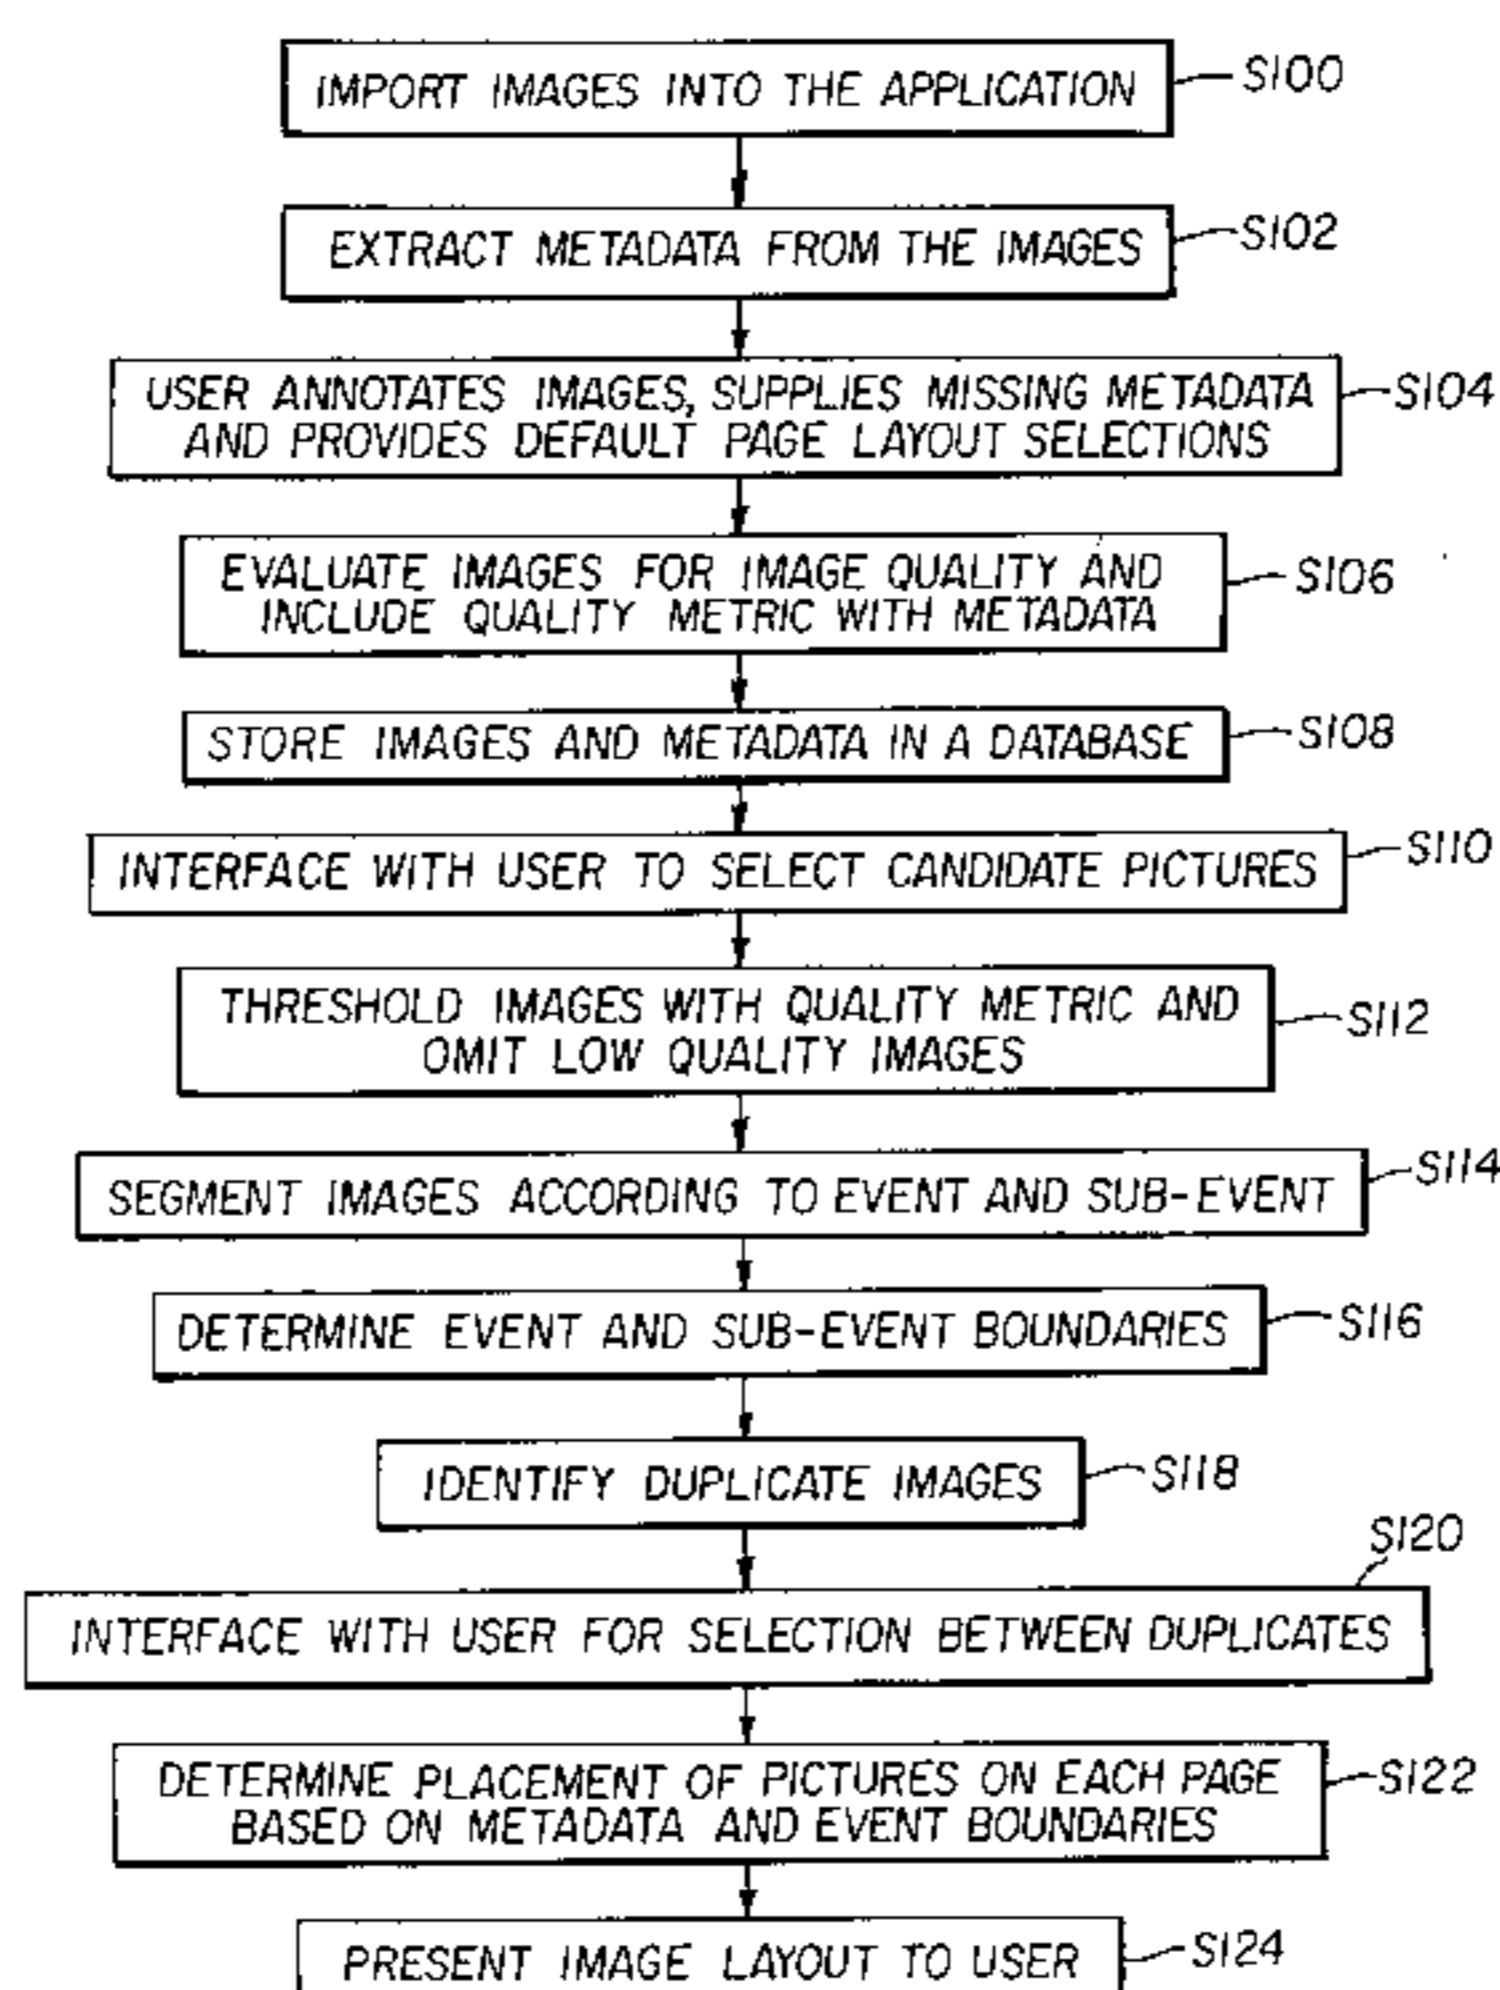 IMPORT IMAGES INTO THE APPLICATION
S100
EXTRACT METADATA FROM THE IMAGES
S102
USER ANNOTATES IMAGES, SUPPLIES MISSING METADATA
AND PROVIDES DEFAULT PAGE LAYOUT SELECTIONS
S104
EVALUATE IMAGES FOR IMAGE QUALITY AND
INCLUDE QUALITY METRIC WITH METADATA
S106
STORE IMAGES AND METADATA IN A DATABASE
S108
INTERFACE WITH USER TO SELECT CANDIDATE PICTURES
S110
THRESHOLD IMAGES WITH QUALITY METRIC AND
OMIT LOW QUALITY IMAGES
S112
SEGMENT IMAGES ACCORDING TO EVENT AND SUB-EVENT
S114
DETERMINE EVENT AND SUB-EVENT BOUNDARIES
S116
IDENTIFY DUPLICATE IMAGES
S118
S120
INTERFACE WITH USER FOR SELECTION BETWEEN DUPLICATES
DETERMINE PLACEMENT OF PICTURES ON EACH PAGE
BASED ON METADATA AND EVENT BOUNDARIES
S122
PRESENT IMAGE LAYOUT TO USER
S124